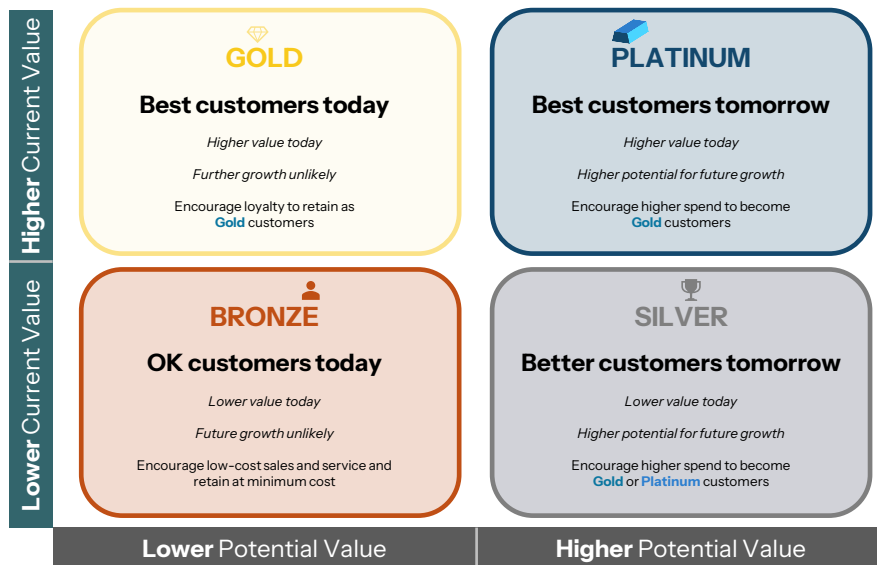 Higher Current Value
GOLD
Best customers today
Higher value today
Further growth unlikely
Encourage loyalty to retain as
Gold customers
PLATINUM
Best customers tomorrow
Higher value today
Higher potential for future growth
Encourage higher spend to become
Gold customers
Lower Current Value
BRONZE
OK customers today
Lower value today
Future growth unlikely
Encourage low-cost sales and service and
retain at minimum cost
SILVER
Better customers tomorrow
Lower value today
Higher potential for future growth
Encourage higher spend to become
Gold or Platinum customers
Lower Potential Value
Higher Potential Value